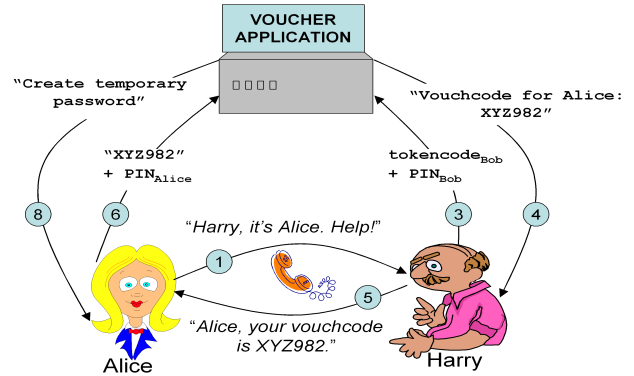 VOUCHER
APPLICATION
“Create temporary
password”
“Vouchcode for Alice:
XYZ982”
“XYZ982”
+ PINAlice
tokencodeBob
+ PINBob
8
6
3
4
“Harry, it’s Alice. Help!”
1
5
“Alice, your vouchcode
is XYZ982.”
Alice
Harry